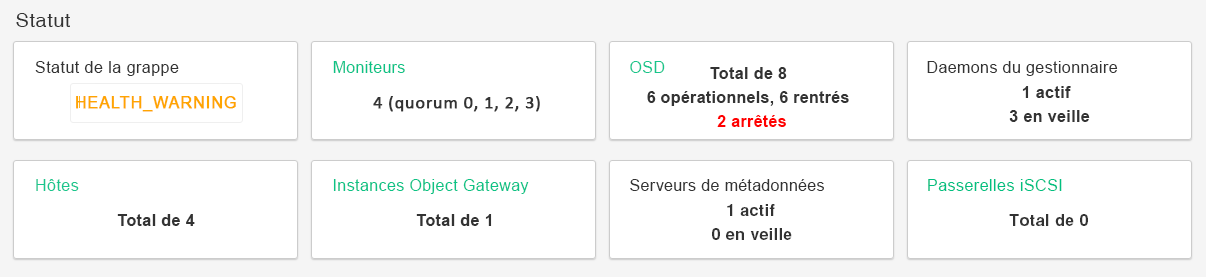 Statut
Statut de la grappe
HEALTH_WARNING
Moniteurs
4 (quorum 0, 1, 2, 3)
OSD
Total de 8
6 opérationnels, 6 rentrés
2 arrêtés
Daemons du gestionnaire
1 actif
3 en veille
Hôtes
Total de 4
Instances Object Gateway
Total de 1
Serveurs de métadonnées
1 actif
0 en veille
Passerelles iSCSI
Total de 0